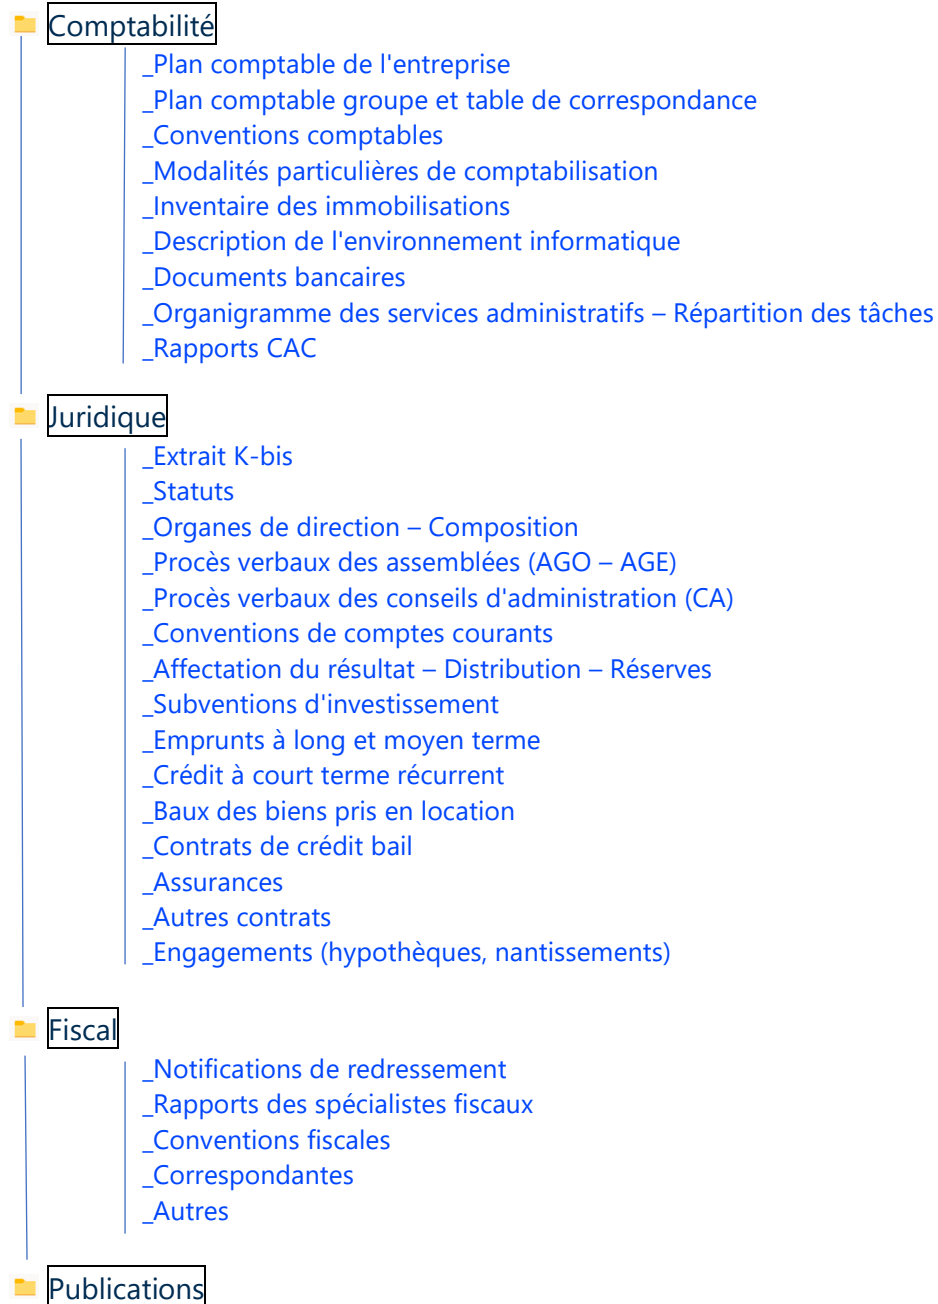 Comptabilité
_Plan comptable de l'entreprise
_Plan comptable groupe et table de correspondance
_Conventions comptables
_Modalités particulières de comptabilisation
_Inventaire des immobilisations
_Description de l'environnement informatique
_Documents bancaires
_Organigramme des services administratifs – Répartition des tâches
_Rapports CAC
Juridique
_Extrait K-bis
_Statuts
_Organes de direction – Composition
_Procès verbaux des assemblées (AGO – AGE)
_Procès verbaux des conseils d'administration (CA)
_Conventions de comptes courants
_Affectation du résultat – Distribution – Réserves
_Subventions d'investissement
_Emprunts à long et moyen terme
_Crédit à court terme récurrent
_Baux des biens pris en location
_Contrats de crédit bail
_Assurances
_Autres contrats
_Engagements (hypothèques, nantissements)
Fiscal
_Notifications de redressement
_Rapports des spécialistes fiscaux
_Conventions fiscales
_Correspondantes
_Autres
Publications